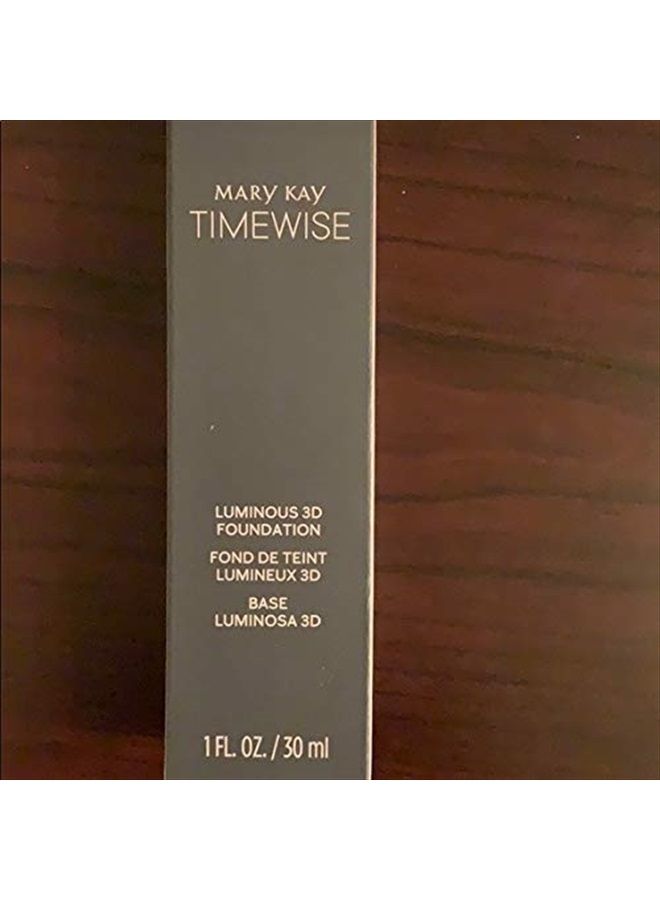 MARY KAY
TIMEWISE
LUMINOUS 3D
FOUNDATION
FOND DE TEINT
LUMINEUX 3D
BASE
LUMINOSA 3D
1 FL. OZ. / 30 ml